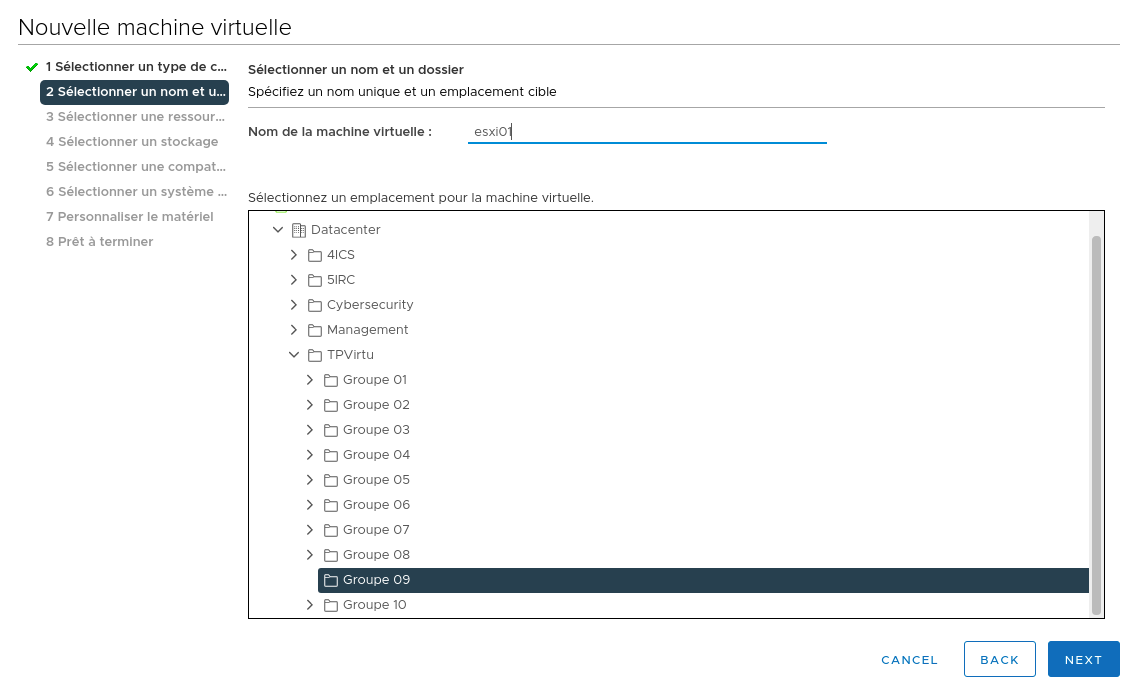 Nouvelle machine virtuelle
1 Sélectionner un type de c...
2 Sélectionner un nom et u...
3 Sélectionner une ressour...
4 Sélectionner un stockage
5 Sélectionner une compat...
6 Sélectionner un système ...
7 Personnaliser le matériel
8 Prêt à terminer
Sélectionner un nom et un dossier
Spécifiez un nom unique et un emplacement cible
Nom de la machine virtuelle : esxi01
Sélectionnez un emplacement pour la machine virtuelle.
Datacenter
4ICS
5IRC
Cybersecurity
Management
TPVirtu
Groupe 01
Groupe 02
Groupe 03
Groupe 04
Groupe 05
Groupe 06
Groupe 07
Groupe 08
Groupe 09
Groupe 10
CANCEL BACK NEXT